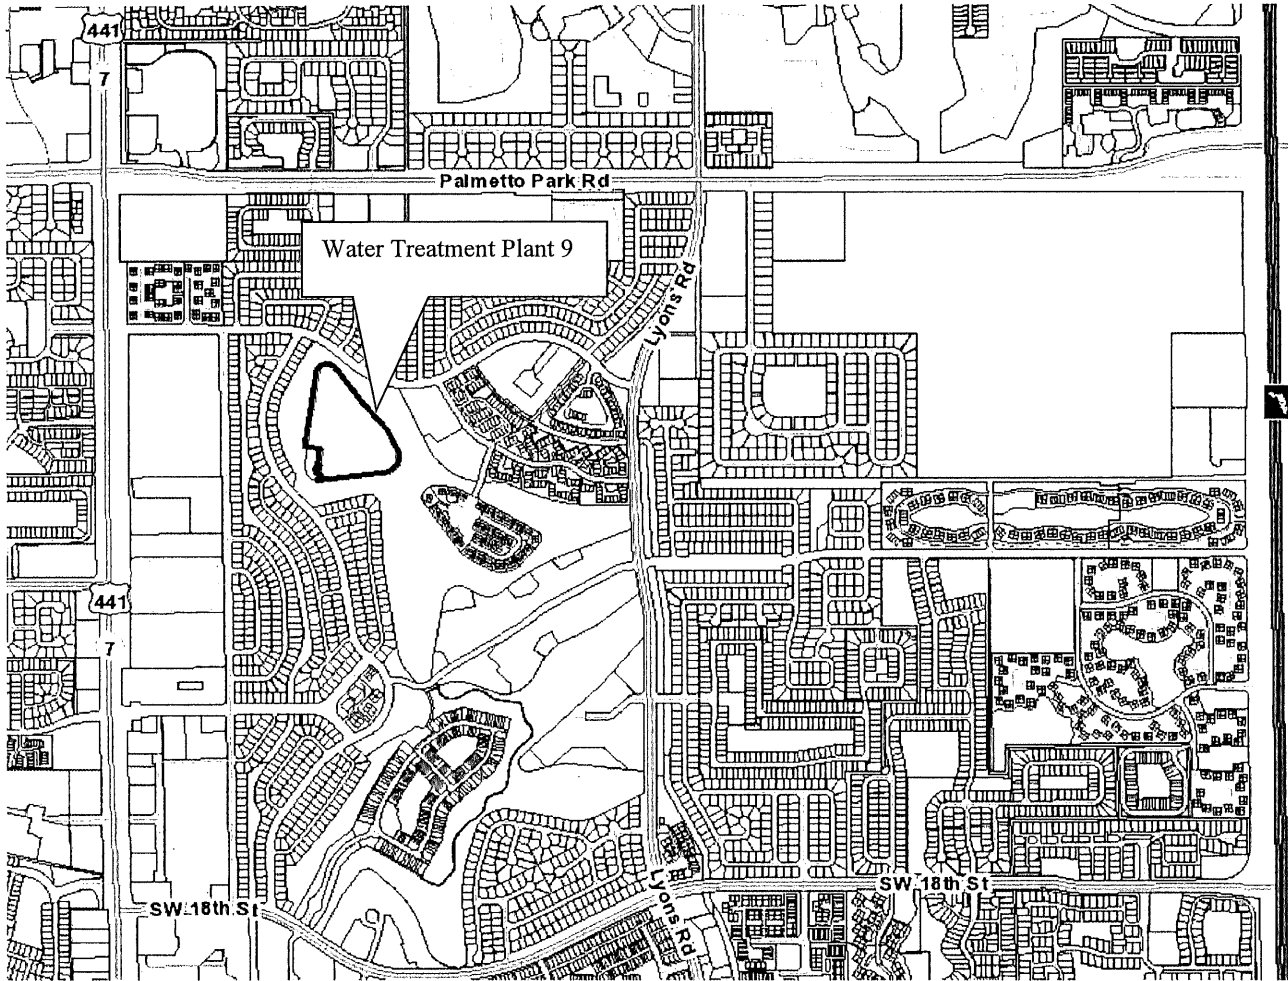 441
7
Palmetto Park Rd
Water Treatment Plant 9
Lyons Rd
441
7
SW 18th St
SW 18th St
Lyons Rd